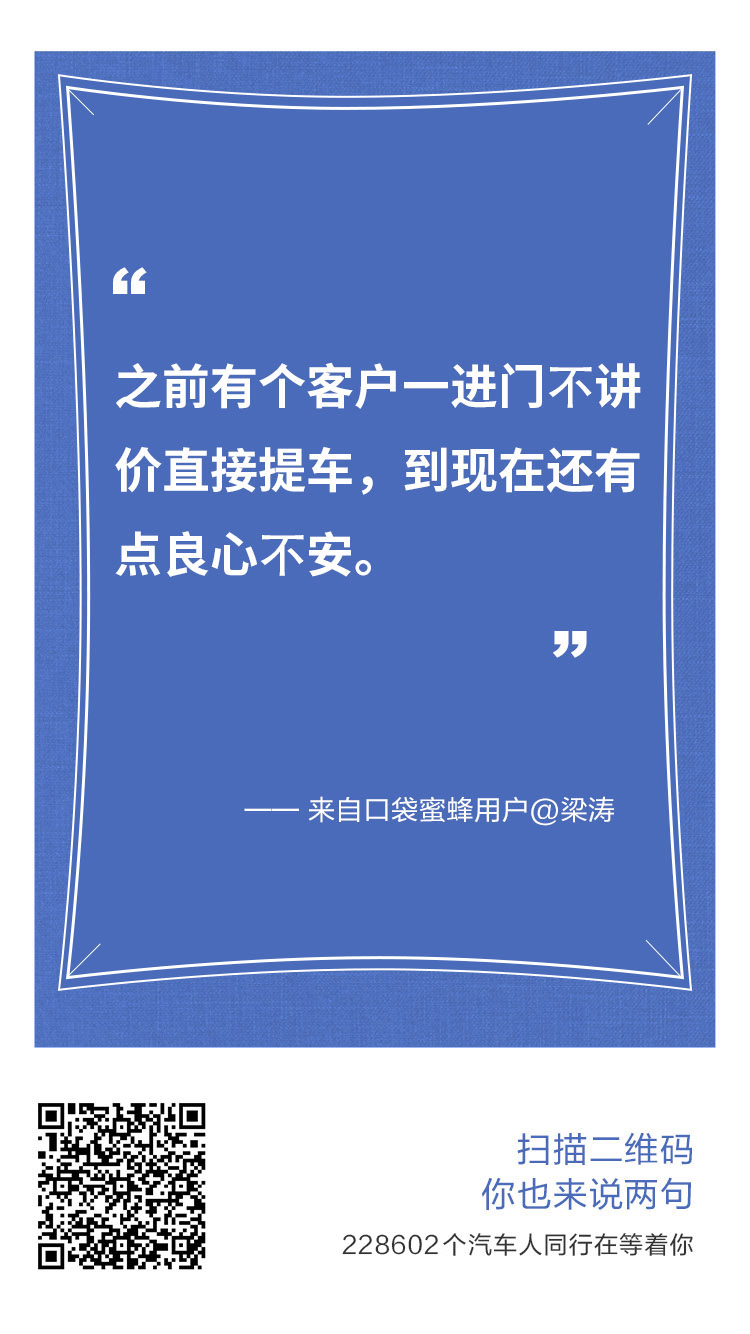 “
之前有个客户一进门不讲
价直接提车，到现在还有
点良心不安。
”
—— 来自口袋蜜蜂用户@梁涛
扫描二维码
你也来说两句
228602个汽车人同行在等着你